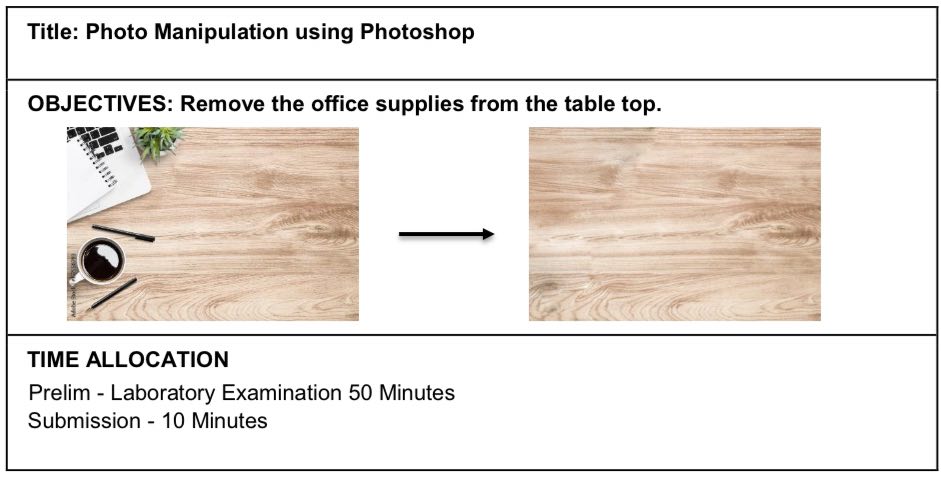 Title: Photo Manipulation using Photoshop
OBJECTIVES: Remove the office supplies from the table top.
TIME ALLOCATION
Prelim - Laboratory Examination 50 Minutes
Submission - 10 Minutes